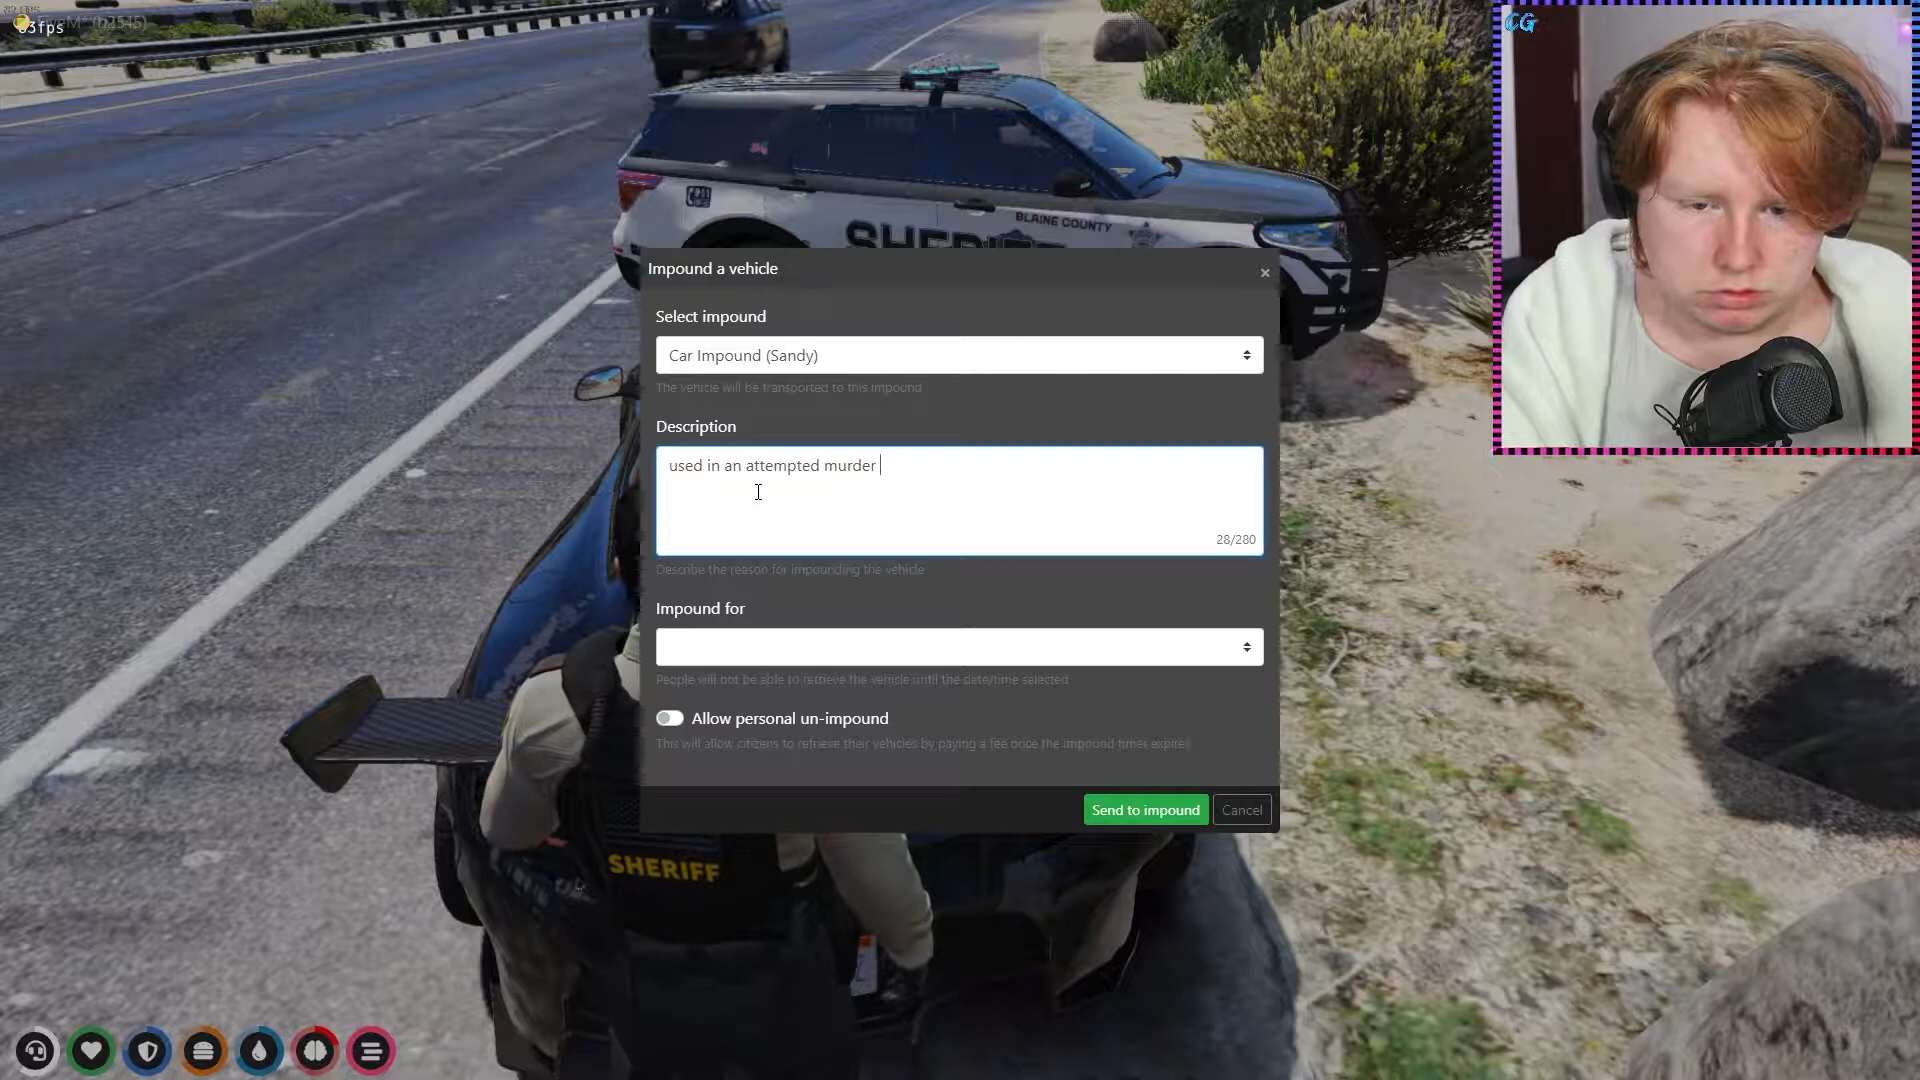 63fps
FiveM* (b2545)
CG
BLAINE COUNTY
SHERIFF
Impound a vehicle
×
Select impound
Car Impound (Sandy)
The vehicle will be transported to this impound
Description
used in an attempted murder
28/280
Describe the reason for impounding the vehicle
Impound for
People will not be able to retrieve the vehicle until the date/time selected
Allow personal un-impound
This will allow citizens to retrieve their vehicles by paying a fee once the impound timer expires
Send to impound
Cancel
SHERIFF